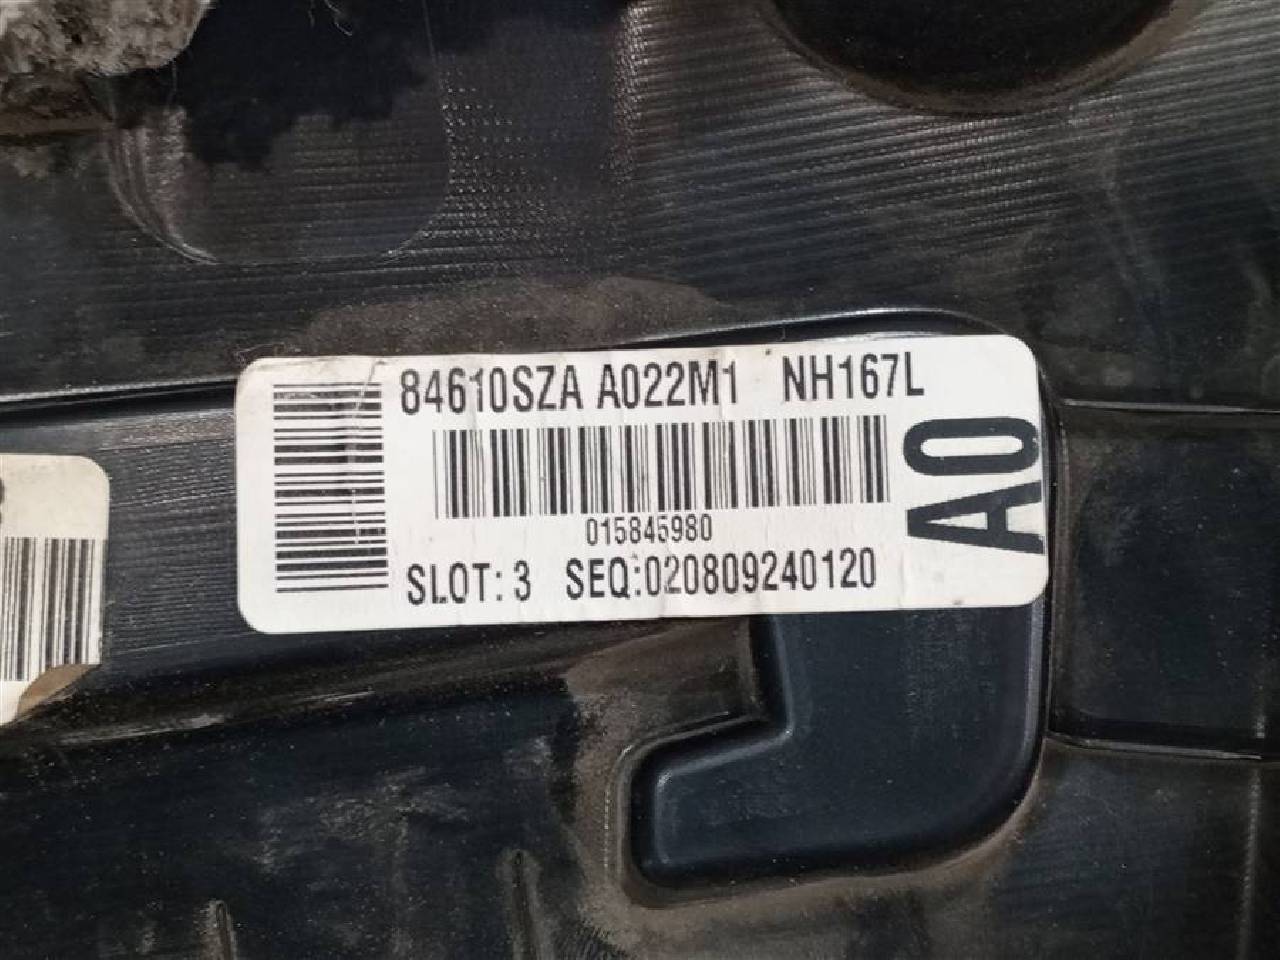 84610SZA A022M1 NH167L
A0
015845980
SLOT: 3 SEQ:020809240120